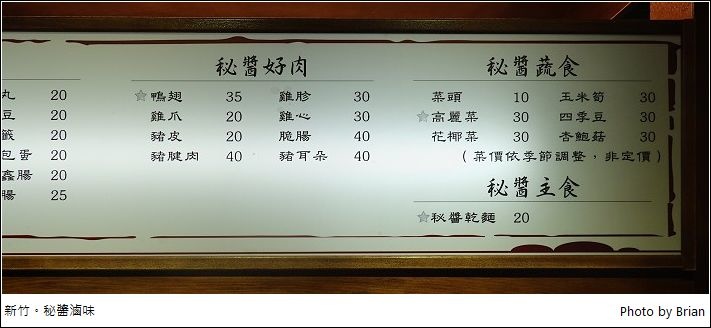 丸 20
豆 20
籤 20
包蛋 20
鑫腸 20
腸 25
秘醬好肉
☆鴨翅 35 雞胗 30
雞爪 20 雞心 30
豬皮 20 脆腸 40
豬腱肉 40 豬耳朵 40
秘醬蔬食
菜頭 10 玉米筍 30
☆高麗菜 30 四季豆 30
花椰菜 30 杏鮑菇 30
(菜價依季節調整，非定價)
秘醬主食
☆秘醬乾麵 20
新竹。秘醬滷味
Photo by Brian